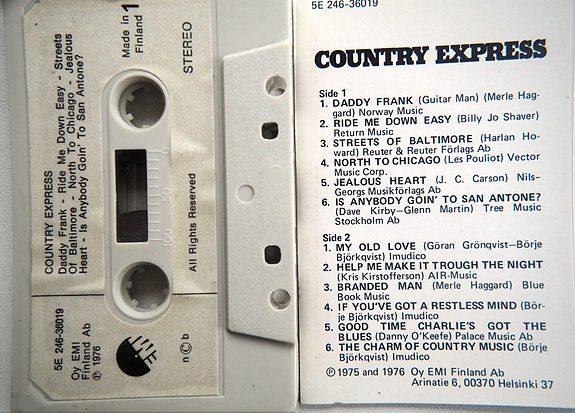 COUNTRY EXPRESS
Daddy Frank - Ride Me Down Easy - Streets
Of Baltimore - North To Chicago - Jealous
Heart - Is Anybody Goin' To San Antone?
Made in
Finland
1
STEREO
100
50
0
All Rights Reserved
5E 246-36019
Oy EMI
Finland Ab
Ⓟ 1976
n©b
5E 246-36019
COUNTRY EXPRESS
Side 1
1. DADDY FRANK (Guitar Man) (Merle Hag-
gard) Norway Music
2. RIDE ME DOWN EASY (Billy Jo Shaver)
Return Music
3. STREETS OF BALTIMORE (Harlan Ho-
ward) Reuter & Reuter Förlags Ab
4. NORTH TO CHICAGO (Les Pouliot) Vector
Music Corp.
5. JEALOUS HEART (J. C. Carson) Nils-
Georgs Musikförlags Ab
6. IS ANYBODY GOIN' TO SAN ANTONE?
(Dave Kirby—Glenn Martin) Tree Music
Stockholm Ab
Side 2
1. MY OLD LOVE (Göran Grönqvist—Börje
Björkqvist) Imudico
2. HELP ME MAKE IT TROUGH THE NIGHT
(Kris Kirstofferson) AIR-Music
3. BRANDED MAN (Merle Haggard) Blue
Book Music
4. IF YOU'VE GOT A RESTLESS MIND (Bör-
je Björkqvist) Imudico
5. GOOD TIME CHARLIE'S GOT THE
BLUES (Danny O'Keefe) Palace Music Ab
6. THE CHARM OF COUNTRY MUSIC (Börje
Björkqvist) Imudico
Ⓟ 1975 and 1976 Oy EMI Finland Ab
Arinatie 6, 00370 Helsinki 37